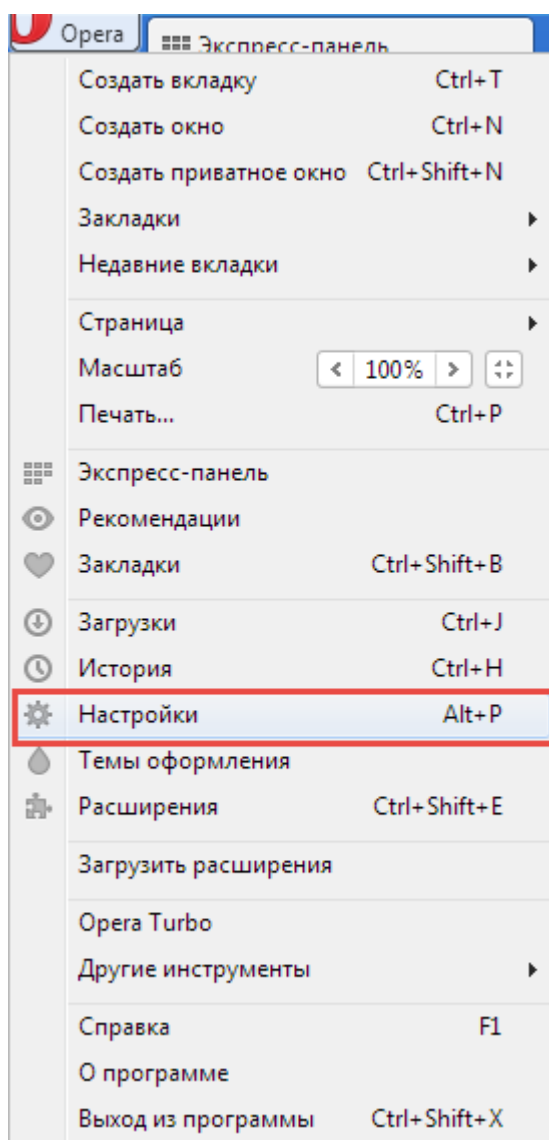 Opera
Экспресс-панель
Создать вкладку Ctrl+T
Создать окно Ctrl+N
Создать приватное окно Ctrl+Shift+N
Закладки
Недавние вкладки
Страница
Масштаб 100%
Печать... Ctrl+P
Экспресс-панель
Рекомендации
Закладки Ctrl+Shift+B
Загрузки Ctrl+J
История Ctrl+H
Настройки Alt+P
Темы оформления
Расширения Ctrl+Shift+E
Загрузить расширения
Opera Turbo
Другие инструменты
Справка F1
О программе
Выход из программы Ctrl+Shift+X